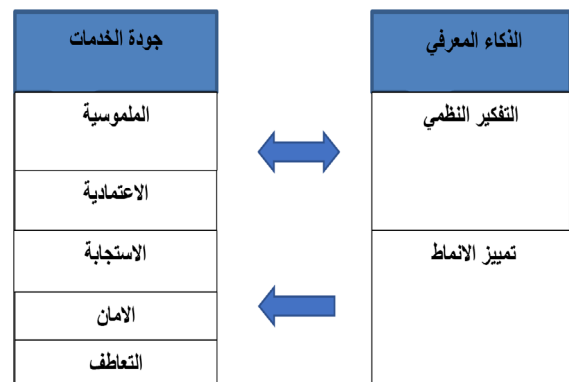 الذكاء المعرفي
التفكير النظمي
تمييز الانماط
جودة الخدمات
الملموسية
الاعتمادية
الاستجابة
الامان
التعاطف